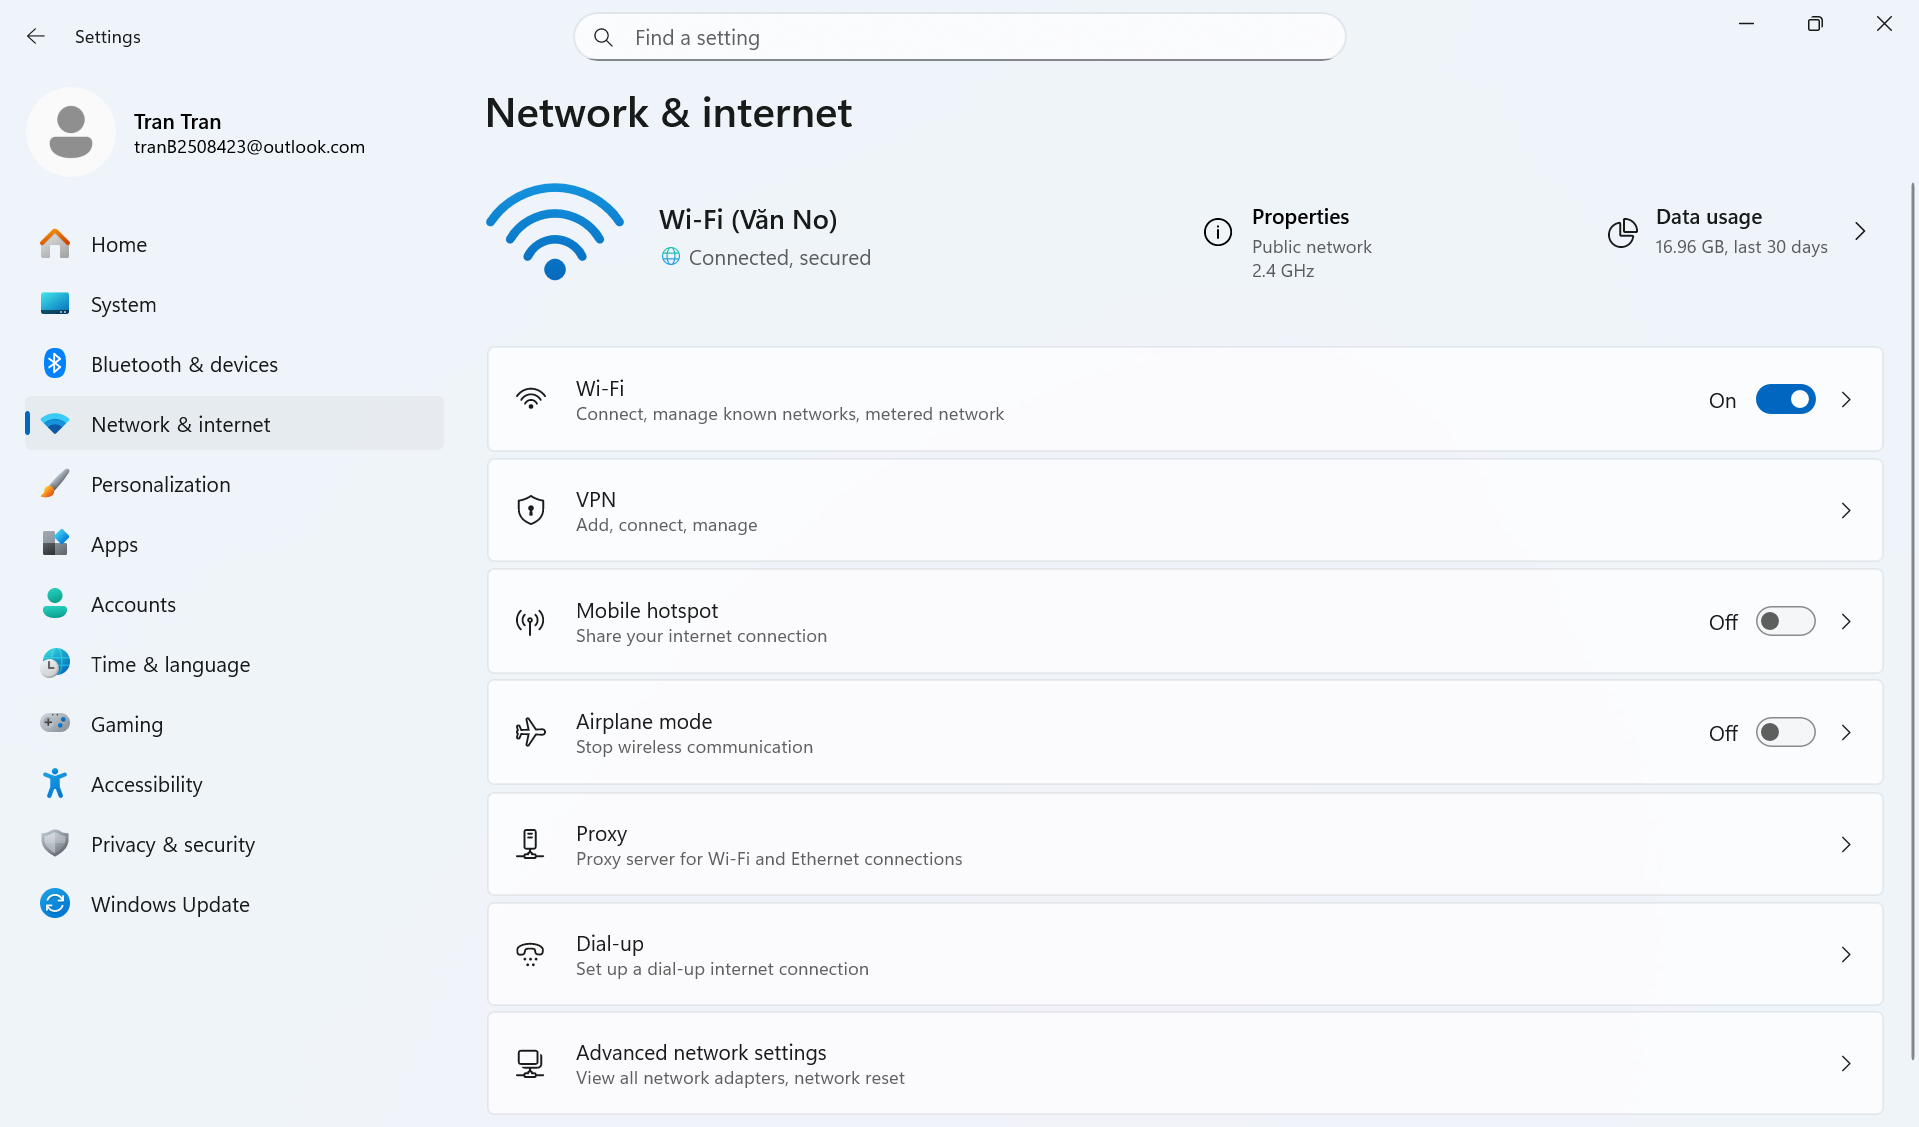 Settings
Find a setting
Tran Tran
tranB2508423@outlook.com
Home
System
Bluetooth & devices
Network & internet
Personalization
Apps
Accounts
Time & language
Gaming
Accessibility
Privacy & security
Windows Update
Network & internet
Wi-Fi (Văn No)
Connected, secured
Properties
Public network
2.4 GHz
Data usage
16.96 GB, last 30 days
Wi-Fi
Connect, manage known networks, metered network
On
VPN
Add, connect, manage
Mobile hotspot
Share your internet connection
Off
Airplane mode
Stop wireless communication
Off
Proxy
Proxy server for Wi-Fi and Ethernet connections
Dial-up
Set up a dial-up internet connection
Advanced network settings
View all network adapters, network reset